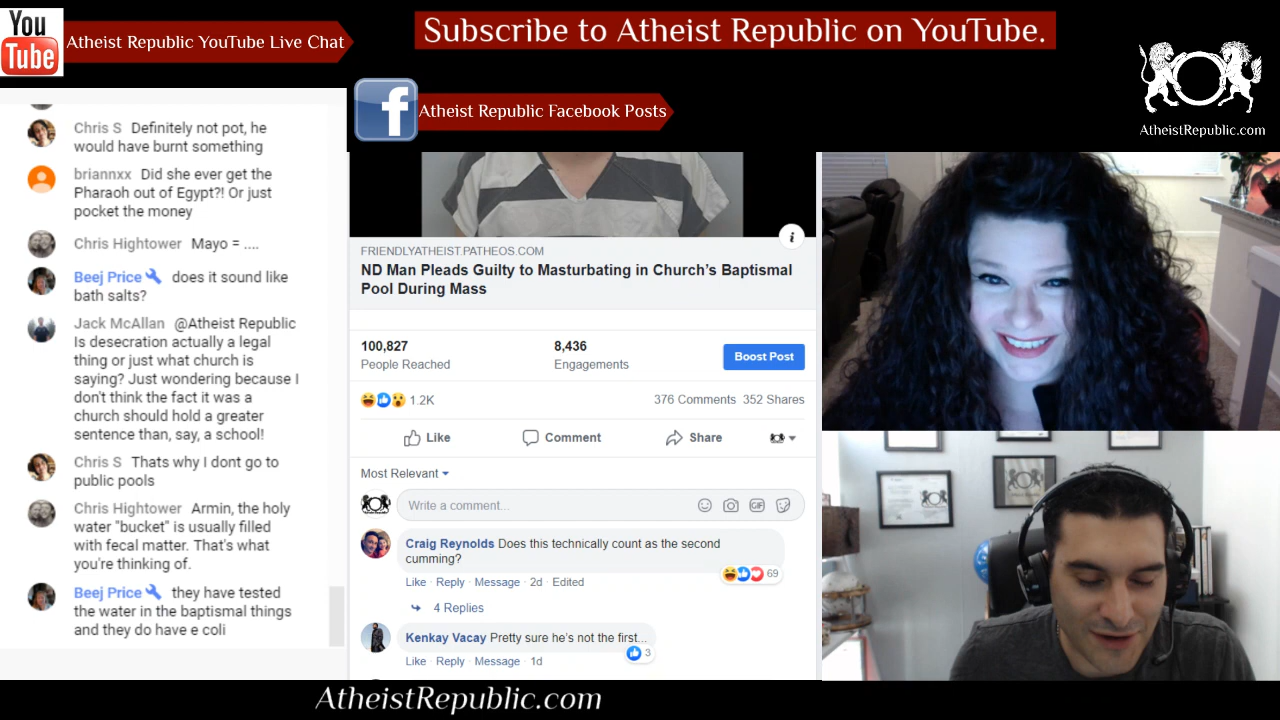 You
Tube
Atheist Republic YouTube Live Chat
Subscribe to Atheist Republic on YouTube.
f
Atheist Republic Facebook Posts
AtheistRepublic.com
Chris S Definitely not pot, he
would have burnt something
briannxx Did she ever get the
Pharaoh out of Egypt?! Or just
pocket the money
Chris Hightower Mayo = ....
Beej Price does it sound like
bath salts?
Jack McAllan @Atheist Republic
Is desecration actually a legal
thing or just what church is
saying? Just wondering because I
don't think the fact it was a
church should hold a greater
sentence than, say, a school!
Chris S Thats why I dont go to
public pools
Chris Hightower Armin, the holy
water "bucket" is usually filled
with fecal matter. That's what
you're thinking of.
Beej Price they have tested
the water in the baptismal things
and they do have e coli
i
FRIENDLYATHEIST.PATHEOS.COM
ND Man Pleads Guilty to Masturbating in Church's Baptismal
Pool During Mass
100,827
People Reached
8,436
Engagements
Boost Post
1.2K
376 Comments 352 Shares
Like
Comment
Share
Most Relevant
Write a comment...
GIF
Craig Reynolds Does this technically count as the second
cumming?
69
Like · Reply · Message · 2d · Edited
4 Replies
Kenkay Vacay Pretty sure he's not the first...
3
Like · Reply · Message · 1d
AtheistRepublic.com